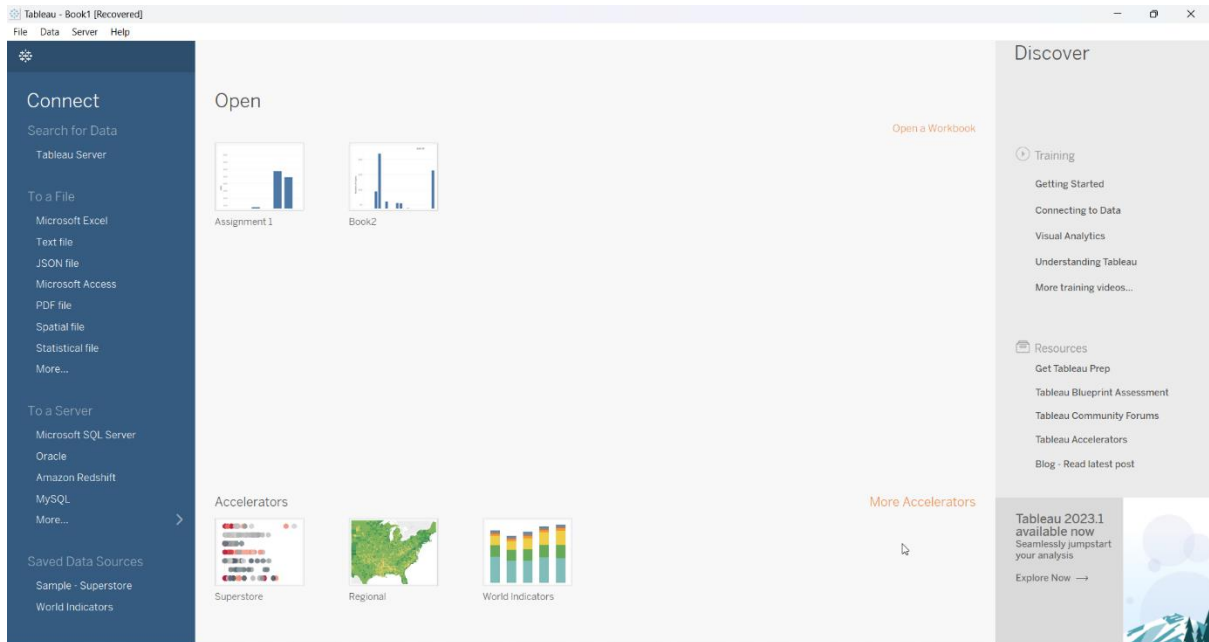 Tableau - Book1 [Recovered]
File Data Server Help
Connect
Search for Data
Tableau Server
To a File
Microsoft Excel
Text file
JSON file
Microsoft Access
PDF file
Spatial file
Statistical file
More...
To a Server
Microsoft SQL Server
Oracle
Amazon Redshift
MySQL
More...
Saved Data Sources
Sample - Superstore
World Indicators
Open
Open a Workbook
Assignment 1
Book2
Accelerators
More Accelerators
Superstore
Regional
World Indicators
Discover
Training
Getting Started
Connecting to Data
Visual Analytics
Understanding Tableau
More training videos...
Resources
Get Tableau Prep
Tableau Blueprint Assessment
Tableau Community Forums
Tableau Accelerators
Blog - Read latest post
Tableau 2023.1
available now
Seamlessly jumpstart
your analysis
Explore Now →